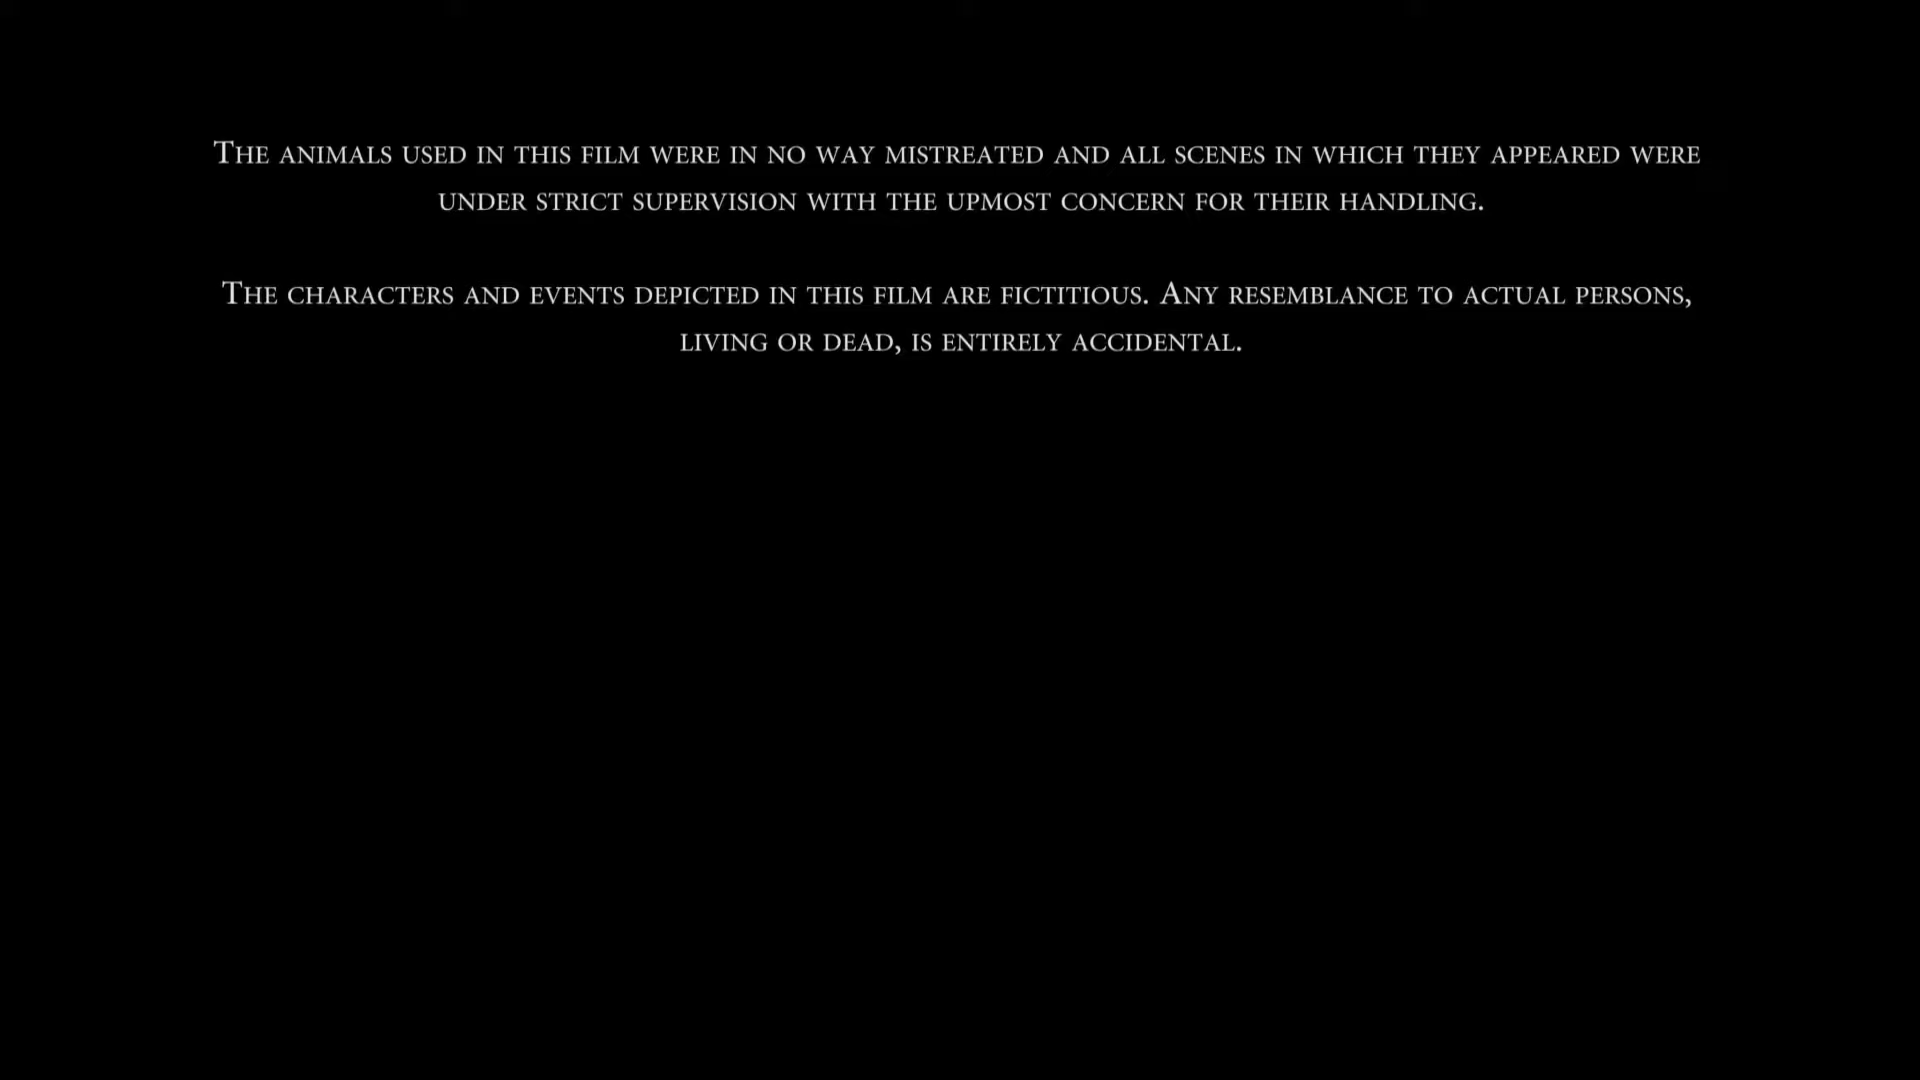 The animals used in this film were in no way mistreated and all scenes in which they appeared were
under strict supervision with the upmost concern for their handling.
The characters and events depicted in this film are fictitious. Any resemblance to actual persons,
living or dead, is entirely accidental.